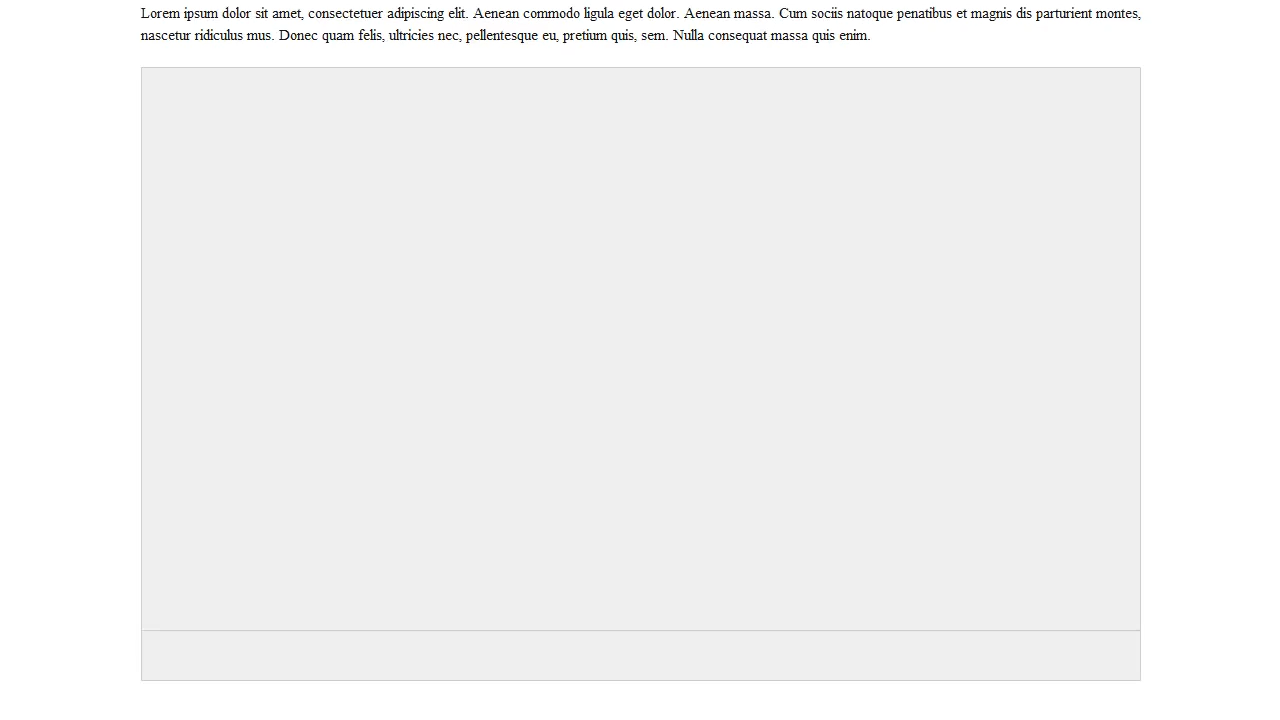 Lorem ipsum dolor sit amet, consectetuer adipiscing elit. Aenean commodo ligula eget dolor. Aenean massa. Cum sociis natoque penatibus et magnis dis parturient montes,
nascetur ridiculus mus. Donec quam felis, ultricies nec, pellentesque eu, pretium quis, sem. Nulla consequat massa quis enim.